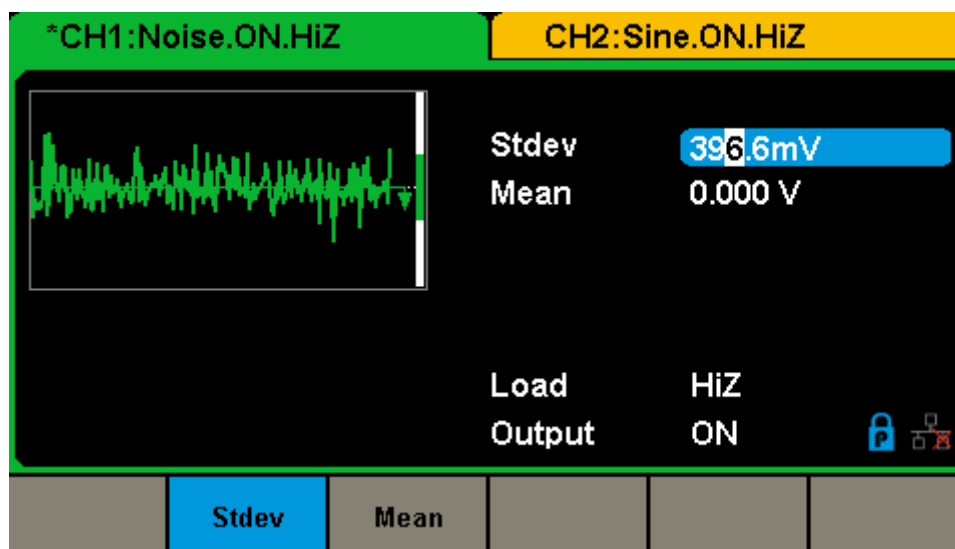 *CH1:Noise.ON.HiZ
CH2:Sine.ON.HiZ
Stdev 396.6mV
Mean 0.000 V
Load HiZ
Output ON
P
Stdev Mean